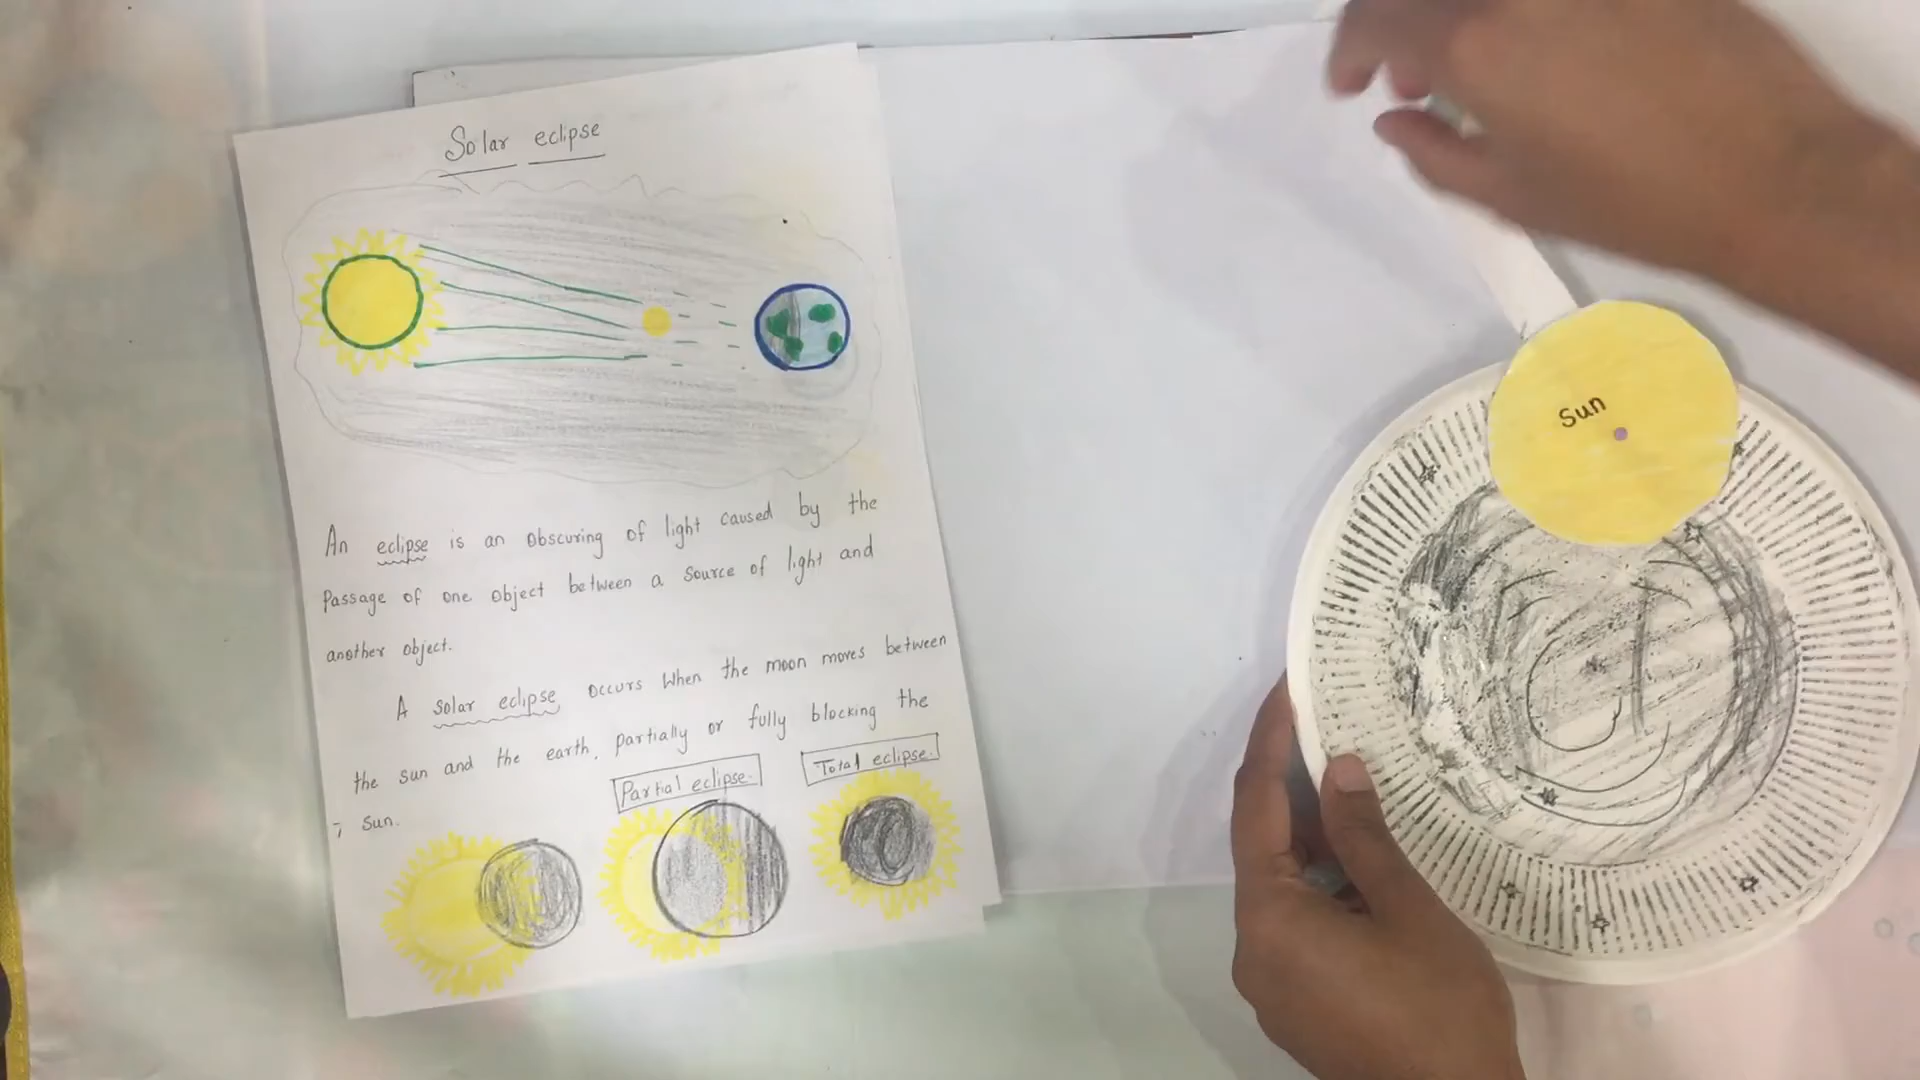 Solar eclipse
An eclipse is an obscuring of light caused by the
Passage of one object between a source of light and
another object.
A solar eclipse occurs when the moon moves between
the sun and the earth, partially or fully blocking the
sun.
Partial eclipse.
Total eclipse.
Sun